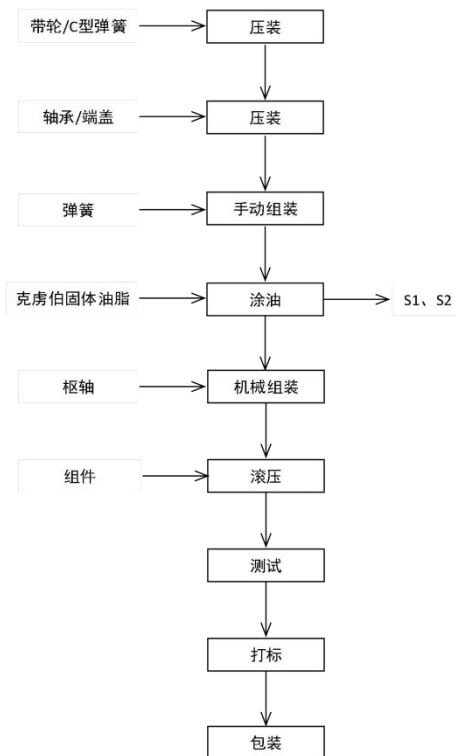 带轮/C型弹簧 压装
轴承/端盖 压装
弹簧 手动组装
克虏伯固体油脂 涂油 S1、S2
枢轴 机械组装
组件 滚压
测试
打标
包装